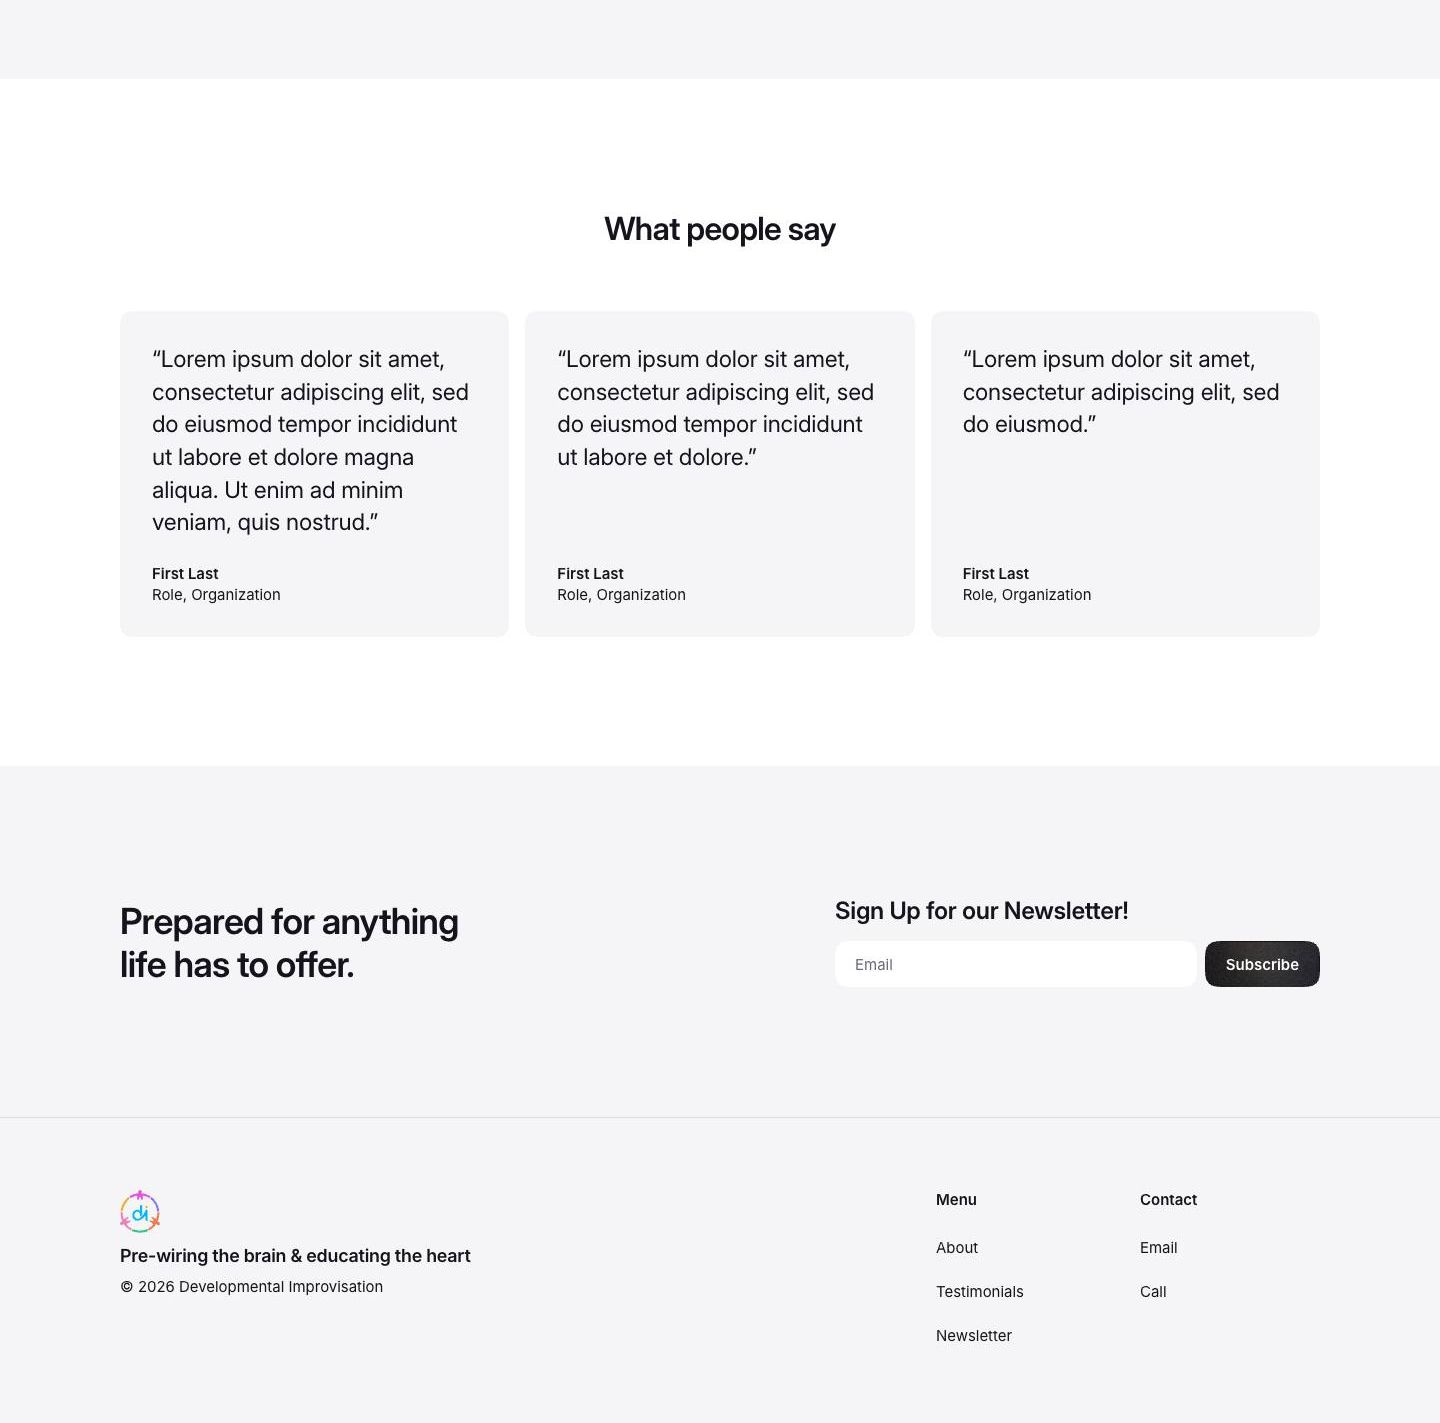 What people say
“Lorem ipsum dolor sit amet,
consectetur adipiscing elit, sed
do eiusmod tempor incididunt
ut labore et dolore magna
aliqua. Ut enim ad minim
veniam, quis nostrud.”
First Last
Role, Organization
“Lorem ipsum dolor sit amet,
consectetur adipiscing elit, sed
do eiusmod tempor incididunt
ut labore et dolore.”
First Last
Role, Organization
“Lorem ipsum dolor sit amet,
consectetur adipiscing elit, sed
do eiusmod.”
First Last
Role, Organization
Prepared for anything
life has to offer.
Sign Up for our Newsletter!
Email
Subscribe
di
Pre-wiring the brain & educating the heart
© 2026 Developmental Improvisation
Menu
About
Testimonials
Newsletter
Contact
Email
Call